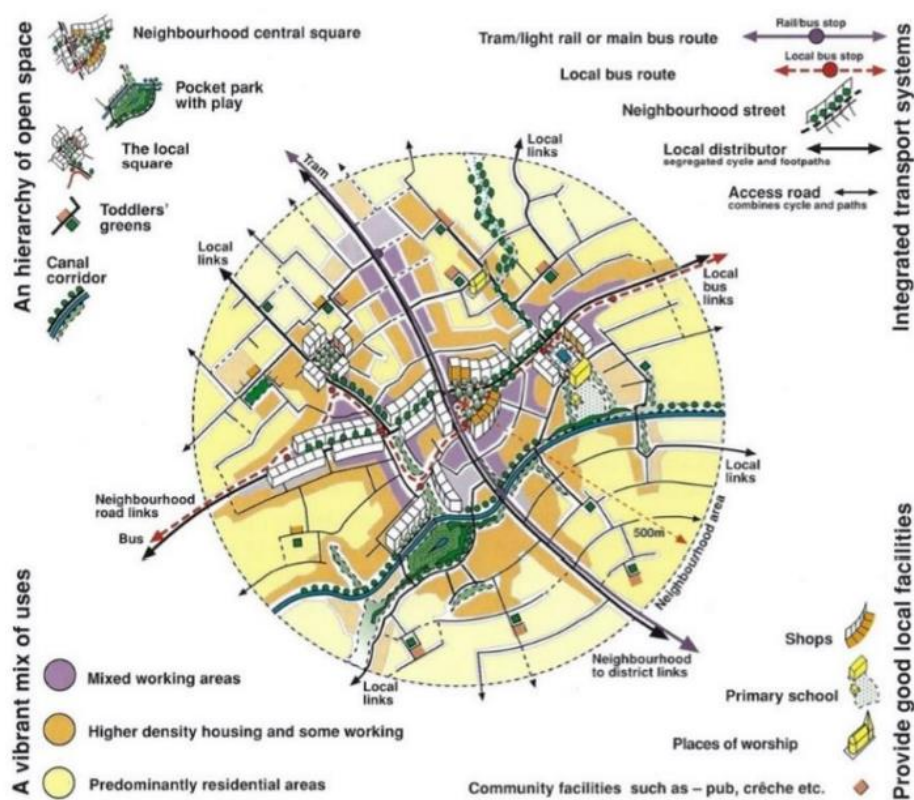 An hierarchy of open space
Neighbourhood central square
Pocket park
with play
The local
square
Toddlers'
greens
Canal
corridor
Integrated transport systems
Rail/bus stop
Tram/light rail or main bus route
Local bus stop
Local bus route
Neighbourhood street
Local distributor
segregated cycle and footpaths
Access road
combines cycle and paths
Tram
Local
links
Local
links
Local
bus
links
Local
links
500m
Neighbourhood area
Neighbourhood
road links
Bus
Local
links
Neighbourhood
to district links
A vibrant mix of uses
Mixed working areas
Higher density housing and some working
Predominantly residential areas
Provide good local facilities
Shops
Primary school
Places of worship
Community facilities such as – pub, crêche etc.